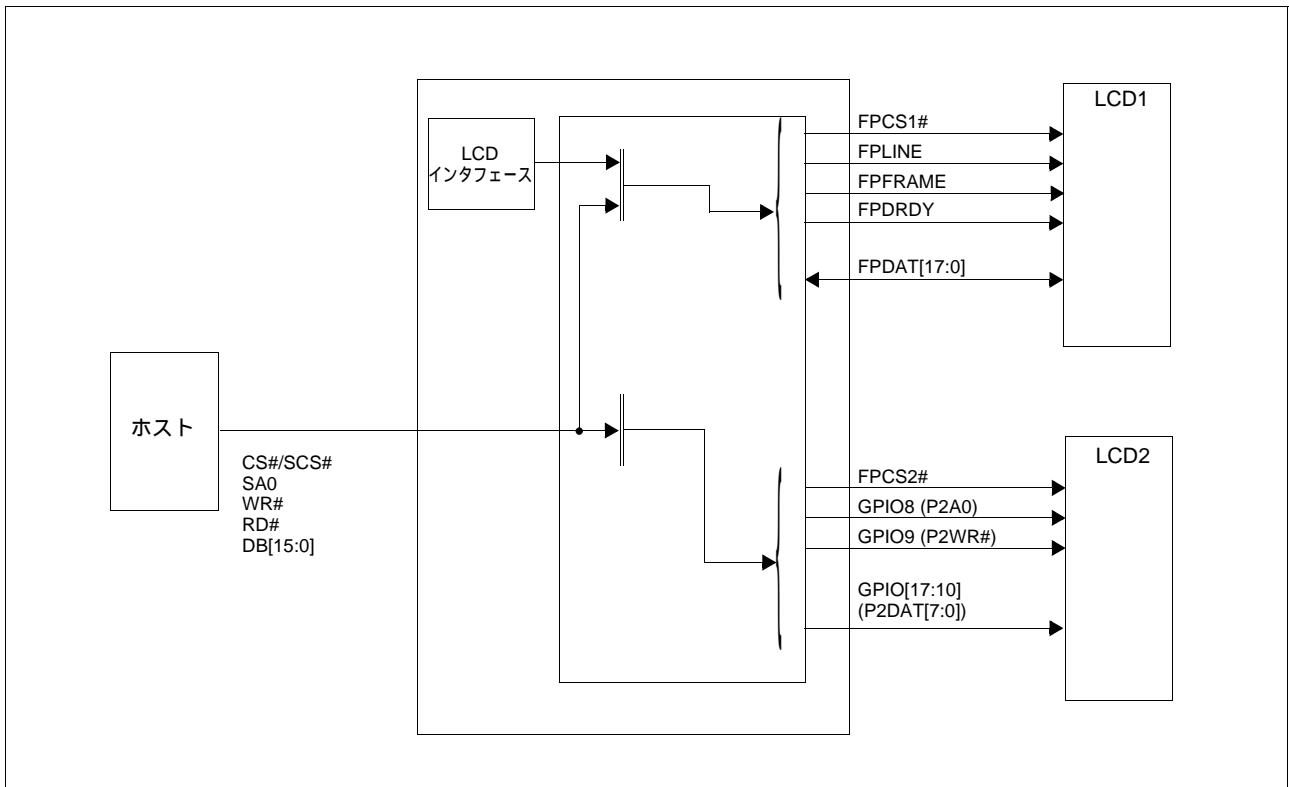 LCD
インタフェース
FPCS1#
FPLINE
FPFRAME
FPDRDY
FPDAT[17:0]
LCD1
ホスト
CS#/SCS#
SA0
WR#
RD#
DB[15:0]
FPCS2#
GPIO8 (P2A0)
GPIO9 (P2WR#)
GPIO[17:10]
(P2DAT[7:0])
LCD2